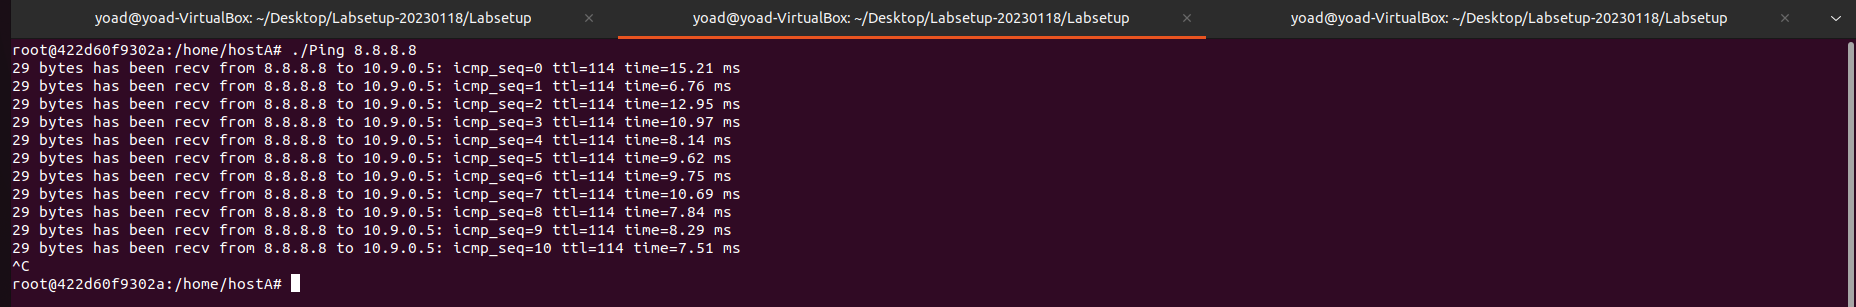 yoad@yoad-VirtualBox: ~/Desktop/Labsetup-20230118/Labsetup × yoad@yoad-VirtualBox: ~/Desktop/Labsetup-20230118/Labsetup × yoad@yoad-VirtualBox: ~/Desktop/Labsetup-20230118/Labsetup ×
root@422d60f9302a:/home/hostA# ./Ping 8.8.8.8
29 bytes has been recv from 8.8.8.8 to 10.9.0.5: icmp_seq=0 ttl=114 time=15.21 ms
29 bytes has been recv from 8.8.8.8 to 10.9.0.5: icmp_seq=1 ttl=114 time=6.76 ms
29 bytes has been recv from 8.8.8.8 to 10.9.0.5: icmp_seq=2 ttl=114 time=12.95 ms
29 bytes has been recv from 8.8.8.8 to 10.9.0.5: icmp_seq=3 ttl=114 time=10.97 ms
29 bytes has been recv from 8.8.8.8 to 10.9.0.5: icmp_seq=4 ttl=114 time=8.14 ms
29 bytes has been recv from 8.8.8.8 to 10.9.0.5: icmp_seq=5 ttl=114 time=9.62 ms
29 bytes has been recv from 8.8.8.8 to 10.9.0.5: icmp_seq=6 ttl=114 time=9.75 ms
29 bytes has been recv from 8.8.8.8 to 10.9.0.5: icmp_seq=7 ttl=114 time=10.69 ms
29 bytes has been recv from 8.8.8.8 to 10.9.0.5: icmp_seq=8 ttl=114 time=7.84 ms
29 bytes has been recv from 8.8.8.8 to 10.9.0.5: icmp_seq=9 ttl=114 time=8.29 ms
29 bytes has been recv from 8.8.8.8 to 10.9.0.5: icmp_seq=10 ttl=114 time=7.51 ms
^C
root@422d60f9302a:/home/hostA#